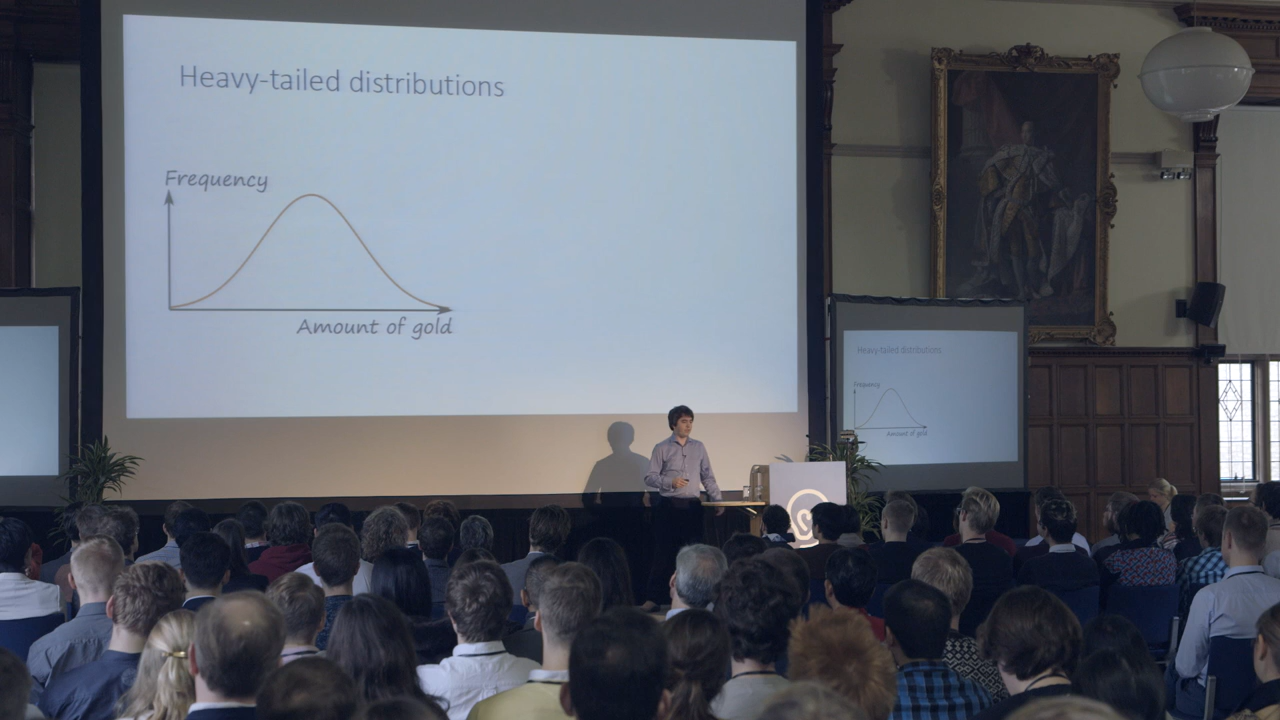 Heavy-tailed distributions
Frequency
Amount of gold
Heavy-tailed distributions
Frequency
Amount of gold